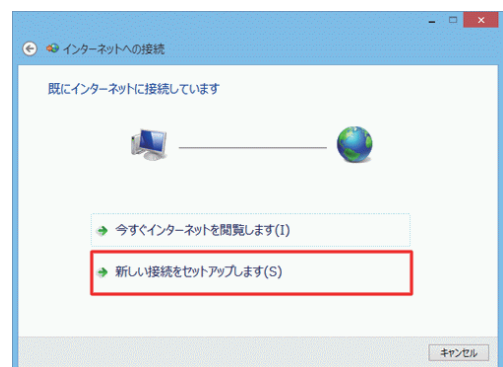 インターネットへの接続
既にインターネットに接続しています
今すぐインターネットを閲覧します(I)
新しい接続をセットアップします(S)
キャンセル